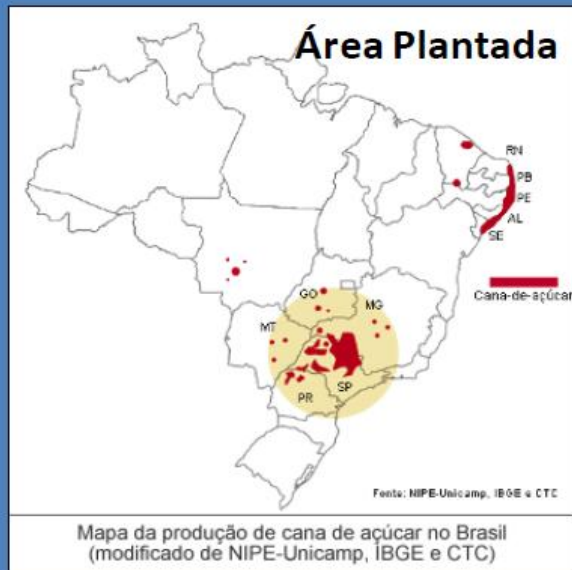 Área Plantada
RN
PB
PE
AL
SE
Cana-de-açúcar
GO
MG
MT
SP
PR
Fonte: NIPE-Unicamp, IBGE e CTC
Mapa da produção de cana de açúcar no Brasil
(modificado de NIPE-Unicamp, IBGE e CTC)